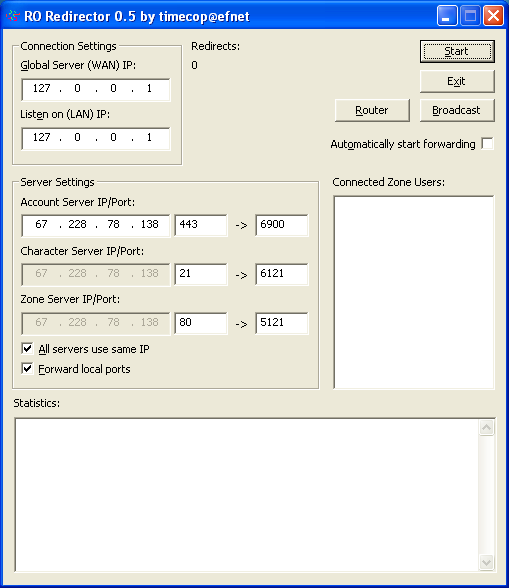 RO Redirector 0.5 by timecop@efnet
Connection Settings
Global Server (WAN) IP:
127 . 0 . 0 . 1
Listen on (LAN) IP:
127 . 0 . 0 . 1
Redirects:
0
Start
Exit
Router
Broadcast
Automatically start forwarding
Server Settings
Account Server IP/Port:
67 . 228 . 78 . 138 443 -> 6900
Character Server IP/Port:
67 . 228 . 78 . 138 21 -> 6121
Zone Server IP/Port:
67 . 228 . 78 . 138 80 -> 5121
All servers use same IP
Forward local ports
Connected Zone Users:
Statistics: